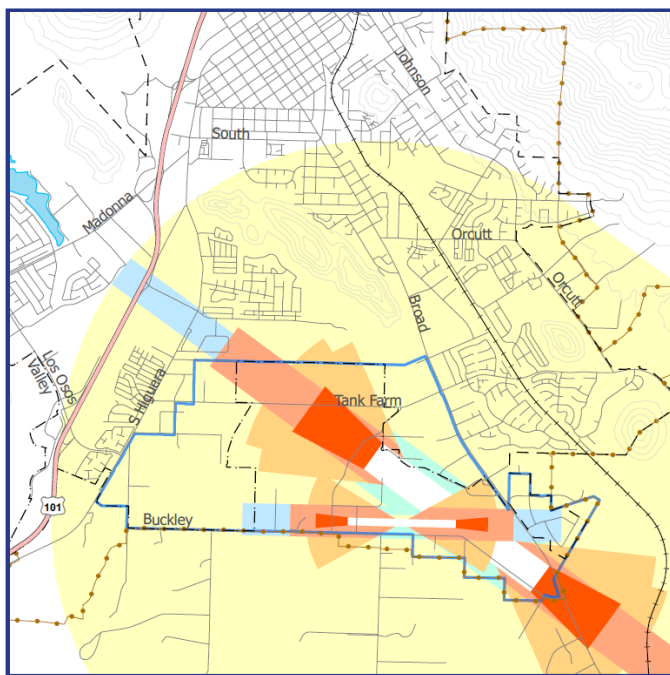 Johnson
South
Madonna
Orcutt
Orcutt
Broad
Los Osos
Valley
S Higuera
Tank Farm
101
Buckley